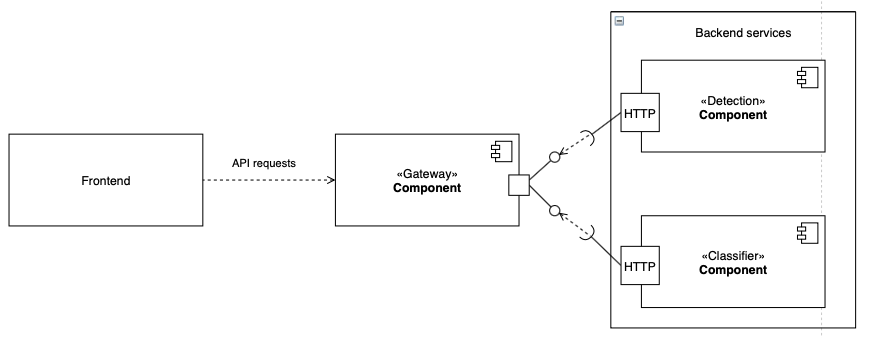 Backend services
«Detection»
Component
HTTP
API requests
Frontend
«Gateway»
Component
«Classifier»
Component
HTTP